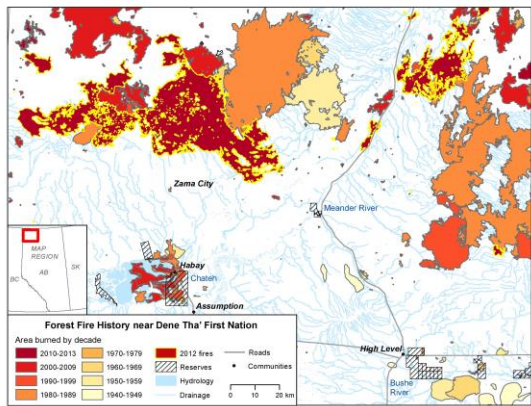 Zama City
Meander River
MAP
REGION
BC
AB
SK
Habay
Chateh
Assumption
High Level
Bushe
River
Forest Fire History near Dene Tha' First Nation
Area burned by decade
2010-2013
2000-2009
1990-1999
1980-1989
1970-1979
1960-1969
1950-1959
1940-1949
2012 fires
Reserves
Hydrology
Drainage
Roads
Communities
0 10 20 km